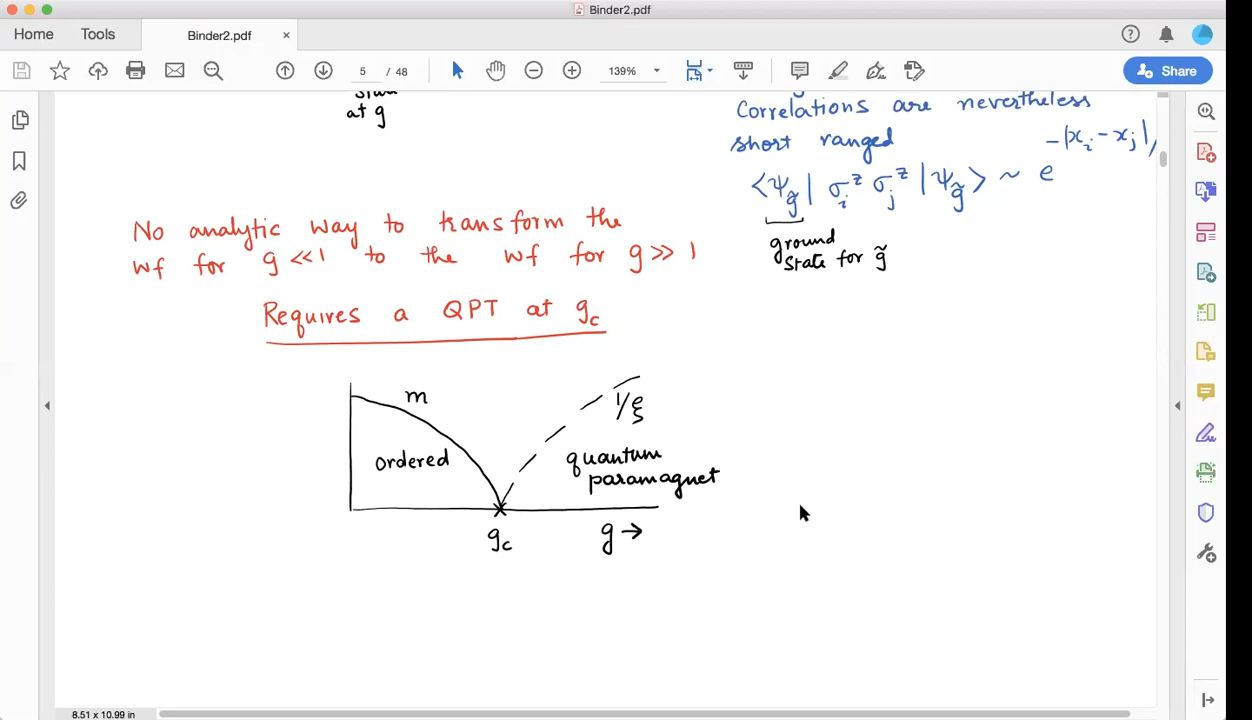 Binder2.pdf
Home
Tools
Binder2.pdf
×
5 / 48
139%
Share
at g
Correlations are nevertheless
short ranged
⟨ψ_g̃| σ_i^z σ_j^z |ψ_g̃⟩ ~ e^{-|x_i - x_j|/
ground
state for g̃
No analytic way to transform the
wf for g <<1 to the wf for g >> 1
Requires a QPT at g_c
m
1/ξ
ordered
quantum
paramagnet
g_c
g →
8.51 x 10.99 in